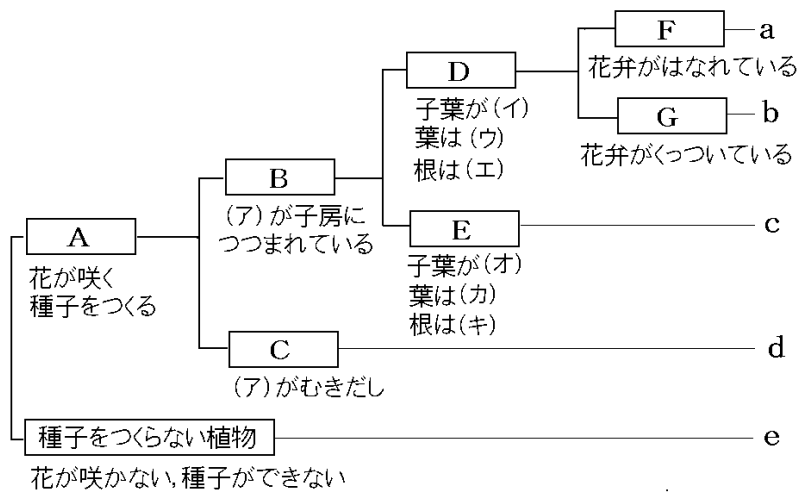 F
a
花弁がはなれている
D
子葉が(イ)
葉は(ウ)
根は(エ)
G
b
花弁がくっついている
B
(ア)が子房に
つつまれている
E
c
子葉が(オ)
葉は(カ)
根は(キ)
A
花が咲く
種子をつくる
C
d
(ア)がむきだし
種子をつくらない植物
e
花が咲かない,種子ができない